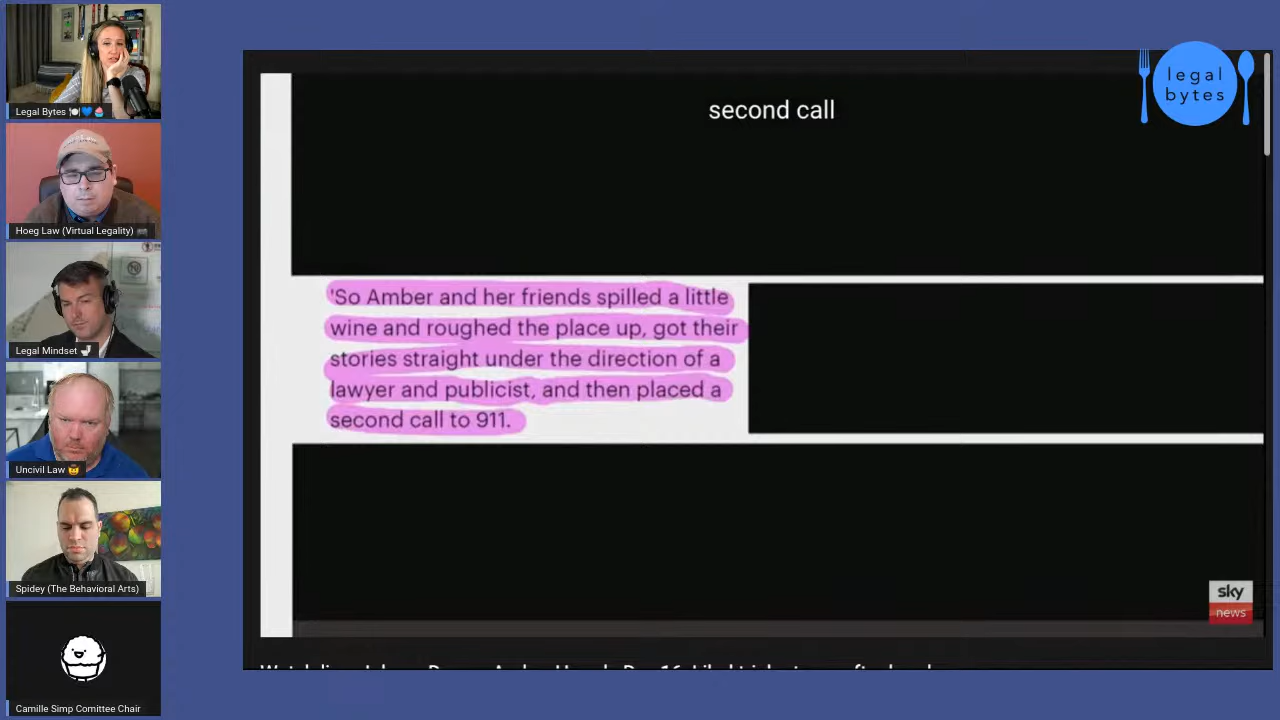 Legal Bytes 🍽️💙🧁
Hoeg Law (Virtual Legality)
Legal Mindset
Uncivil Law 🤠
Spidey (The Behavioral Arts)
Camille Simp Comittee Chair
second call
legal
bytes
'So Amber and her friends spilled a little
wine and roughed the place up, got their
stories straight under the direction of a
lawyer and publicist, and then placed a
second call to 911.
sky
news